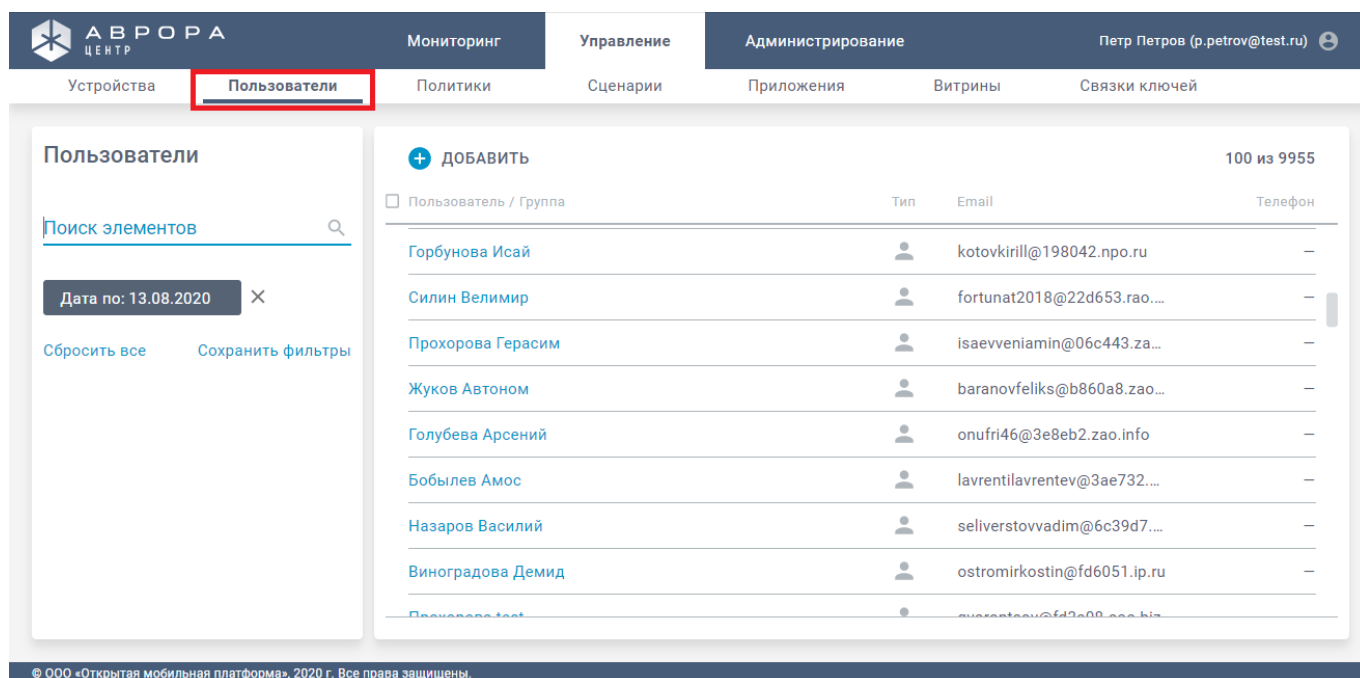 АВРОРА
ЦЕНТР
Мониторинг Управление Администрирование Петр Петров (p.petrov@test.ru)
Устройства Пользователи Политики Сценарии Приложения Витрины Связки ключей
Пользователи
Поиск элементов
Дата по: 13.08.2020
Сбросить все Сохранить фильтры
ДОБАВИТЬ 100 из 9955
Пользователь / Группа Тип Email Телефон
Горбунова Исай kotovkirill@198042.npo.ru —
Силин Велимир fortunat2018@22d653.rao.... —
Прохорова Герасим isaevveniamin@06c443.za... —
Жуков Автоном baranovfeliks@b860a8.zao... —
Голубева Арсений onufri46@3e8eb2.zao.info —
Бобылев Амос lavrentilavrentev@3ae732.... —
Назаров Василий seliverstovvadim@6c39d7.... —
Виноградова Демид ostromirkostin@fd6051.ip.ru —
© ООО «Открытая мобильная платформа», 2020 г. Все права защищены.